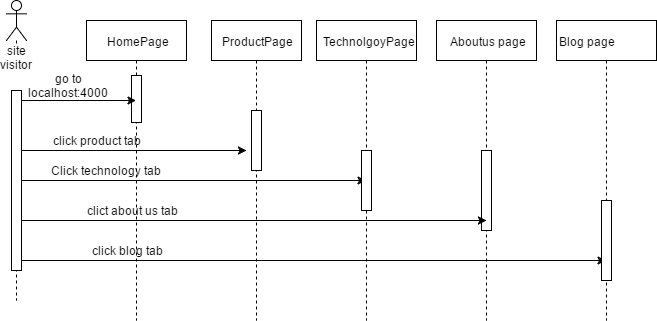 site
visitor
HomePage
ProductPage
TechnolgoyPage
Aboutus page
Blog page
go to
localhost:4000
click product tab
Click technology tab
clict about us tab
click blog tab